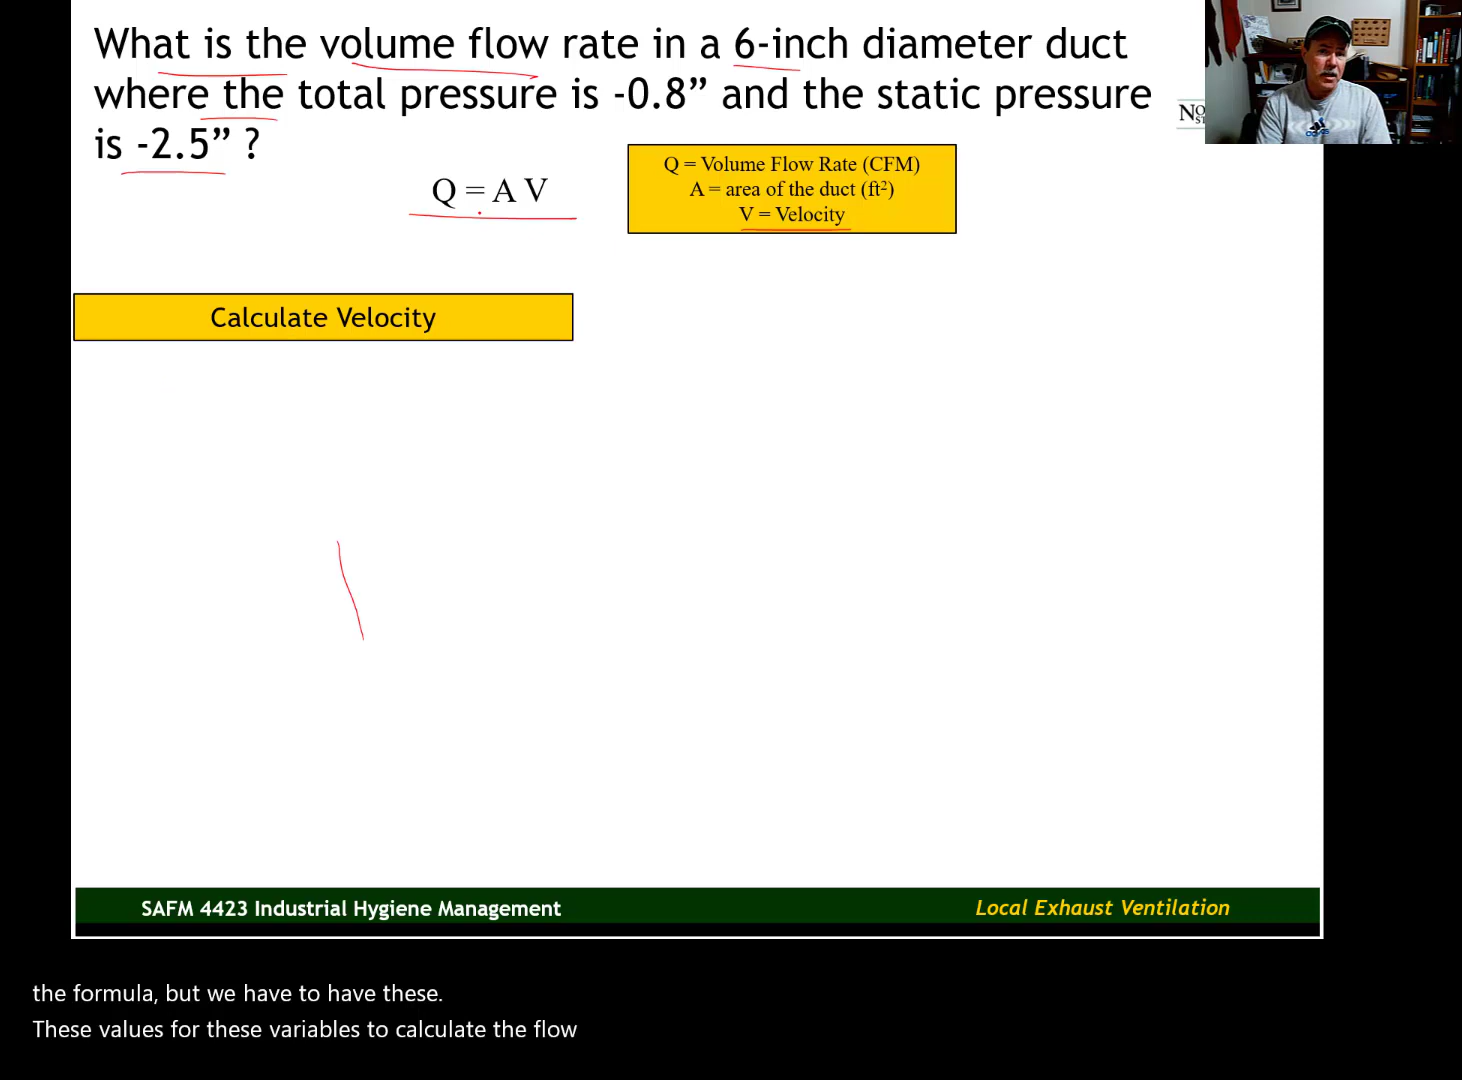 What is the volume flow rate in a 6-inch diameter duct
where the total pressure is -0.8” and the static pressure
is -2.5” ?
Q = A V
Q = Volume Flow Rate (CFM)
A = area of the duct (ft²)
V = Velocity
Calculate Velocity
SAFM 4423 Industrial Hygiene Management
Local Exhaust Ventilation
the formula, but we have to have these.
These values for these variables to calculate the flow